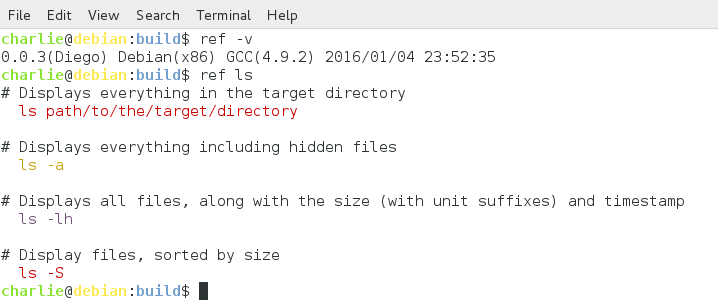 File Edit View Search Terminal Help
charlie@debian:build$ ref -v
0.0.3(Diego) Debian(x86) GCC(4.9.2) 2016/01/04 23:52:35
charlie@debian:build$ ref ls
# Displays everything in the target directory
  ls path/to/the/target/directory

# Displays everything including hidden files
  ls -a

# Displays all files, along with the size (with unit suffixes) and timestamp
  ls -lh

# Display files, sorted by size
  ls -S
charlie@debian:build$